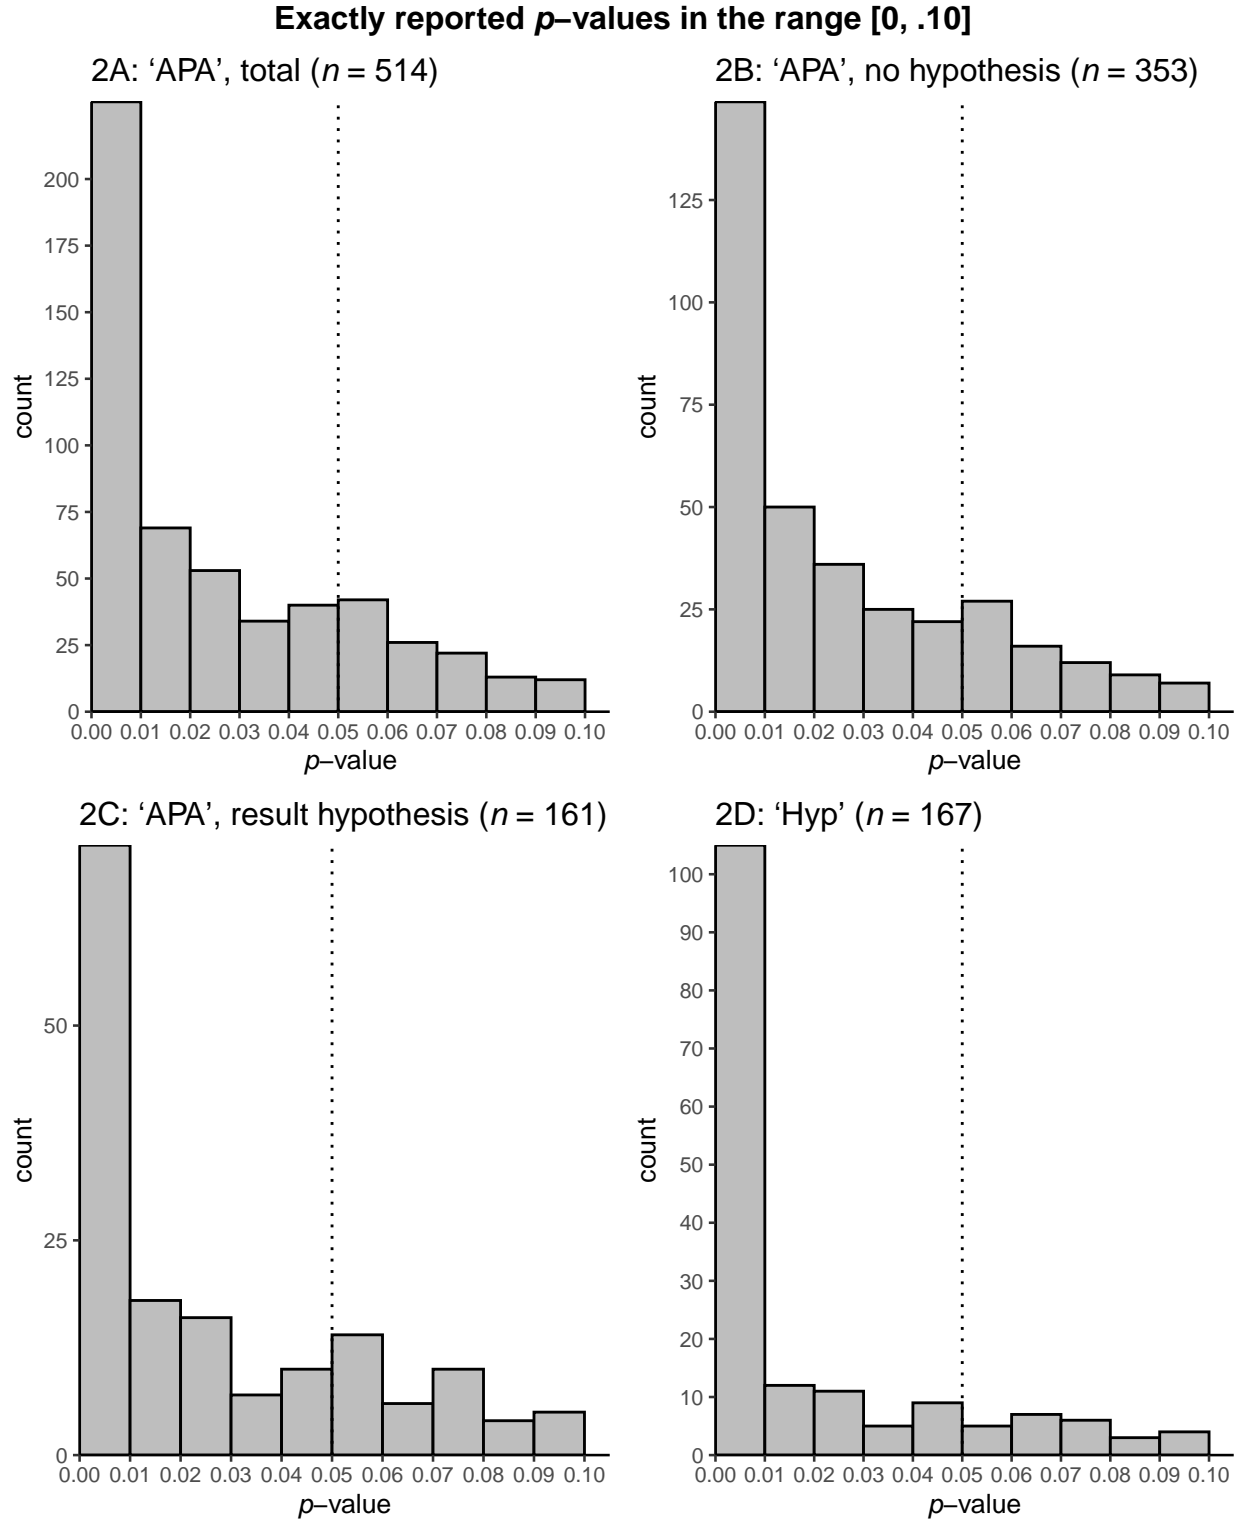 Exactly reported p–values in the range [0, .10]
2A: ‘APA’, total (n = 514)
200
175
150
125
100
75
50
25
0
count
0.00 0.01 0.02 0.03 0.04 0.05 0.06 0.07 0.08 0.09 0.10
p–value
2B: ‘APA’, no hypothesis (n = 353)
125
100
75
50
25
0
count
0.00 0.01 0.02 0.03 0.04 0.05 0.06 0.07 0.08 0.09 0.10
p–value
2C: ‘APA’, result hypothesis (n = 161)
50
25
0
count
0.00 0.01 0.02 0.03 0.04 0.05 0.06 0.07 0.08 0.09 0.10
p–value
2D: ‘Hyp’ (n = 167)
100
90
80
70
60
50
40
30
20
10
0
count
0.00 0.01 0.02 0.03 0.04 0.05 0.06 0.07 0.08 0.09 0.10
p–value